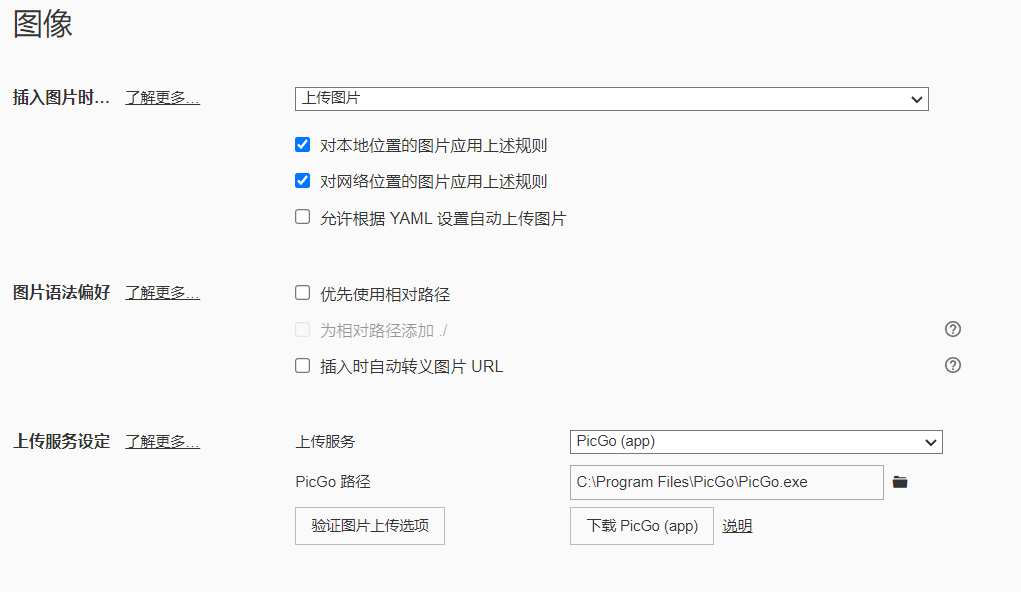 图像
插入图片时... 了解更多... 上传图片
对本地位置的图片应用上述规则
对网络位置的图片应用上述规则
允许根据 YAML 设置自动上传图片
图片语法偏好 了解更多... 优先使用相对路径
为相对路径添加 ./
插入时自动转义图片 URL
上传服务设定 了解更多... 上传服务 PicGo (app)
PicGo 路径 C:\Program Files\PicGo\PicGo.exe
验证图片上传选项 下载 PicGo (app) 说明